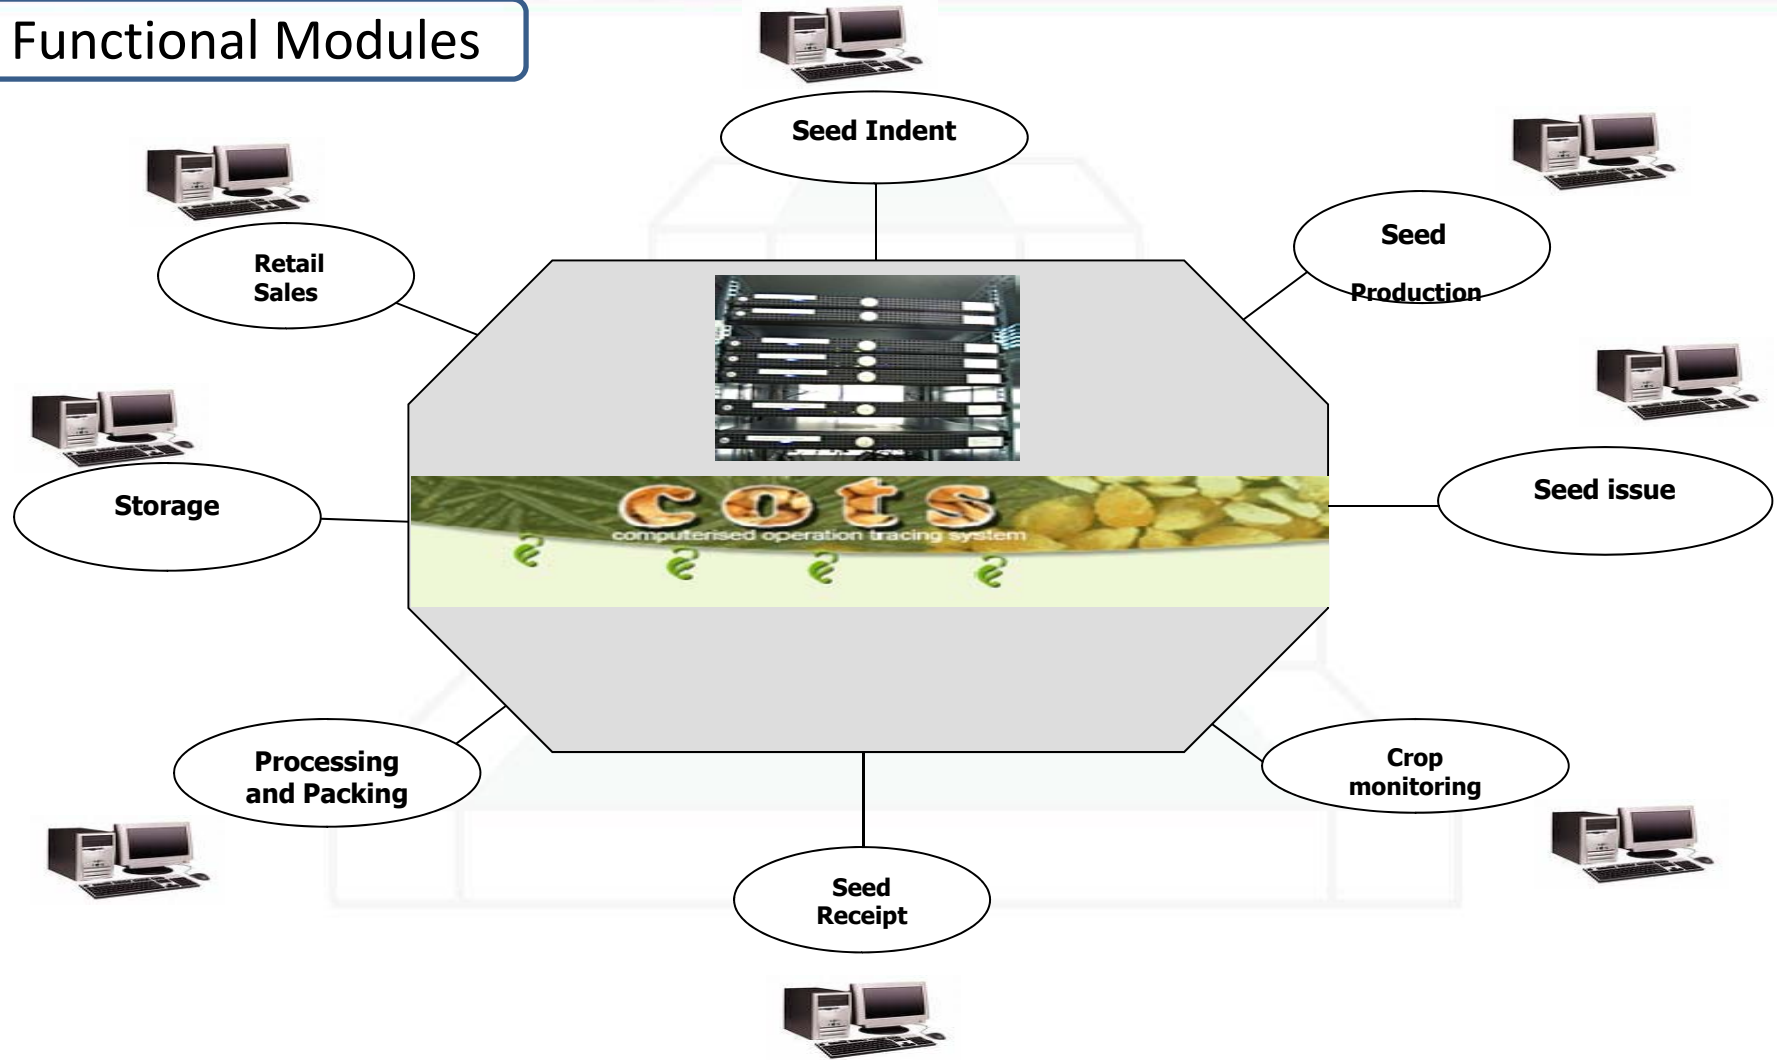 Functional Modules
Seed Indent
Retail
Sales
Seed
Production
Storage
cots
computerised operation tracing system
Seed issue
Processing
and Packing
Crop
monitoring
Seed
Receipt